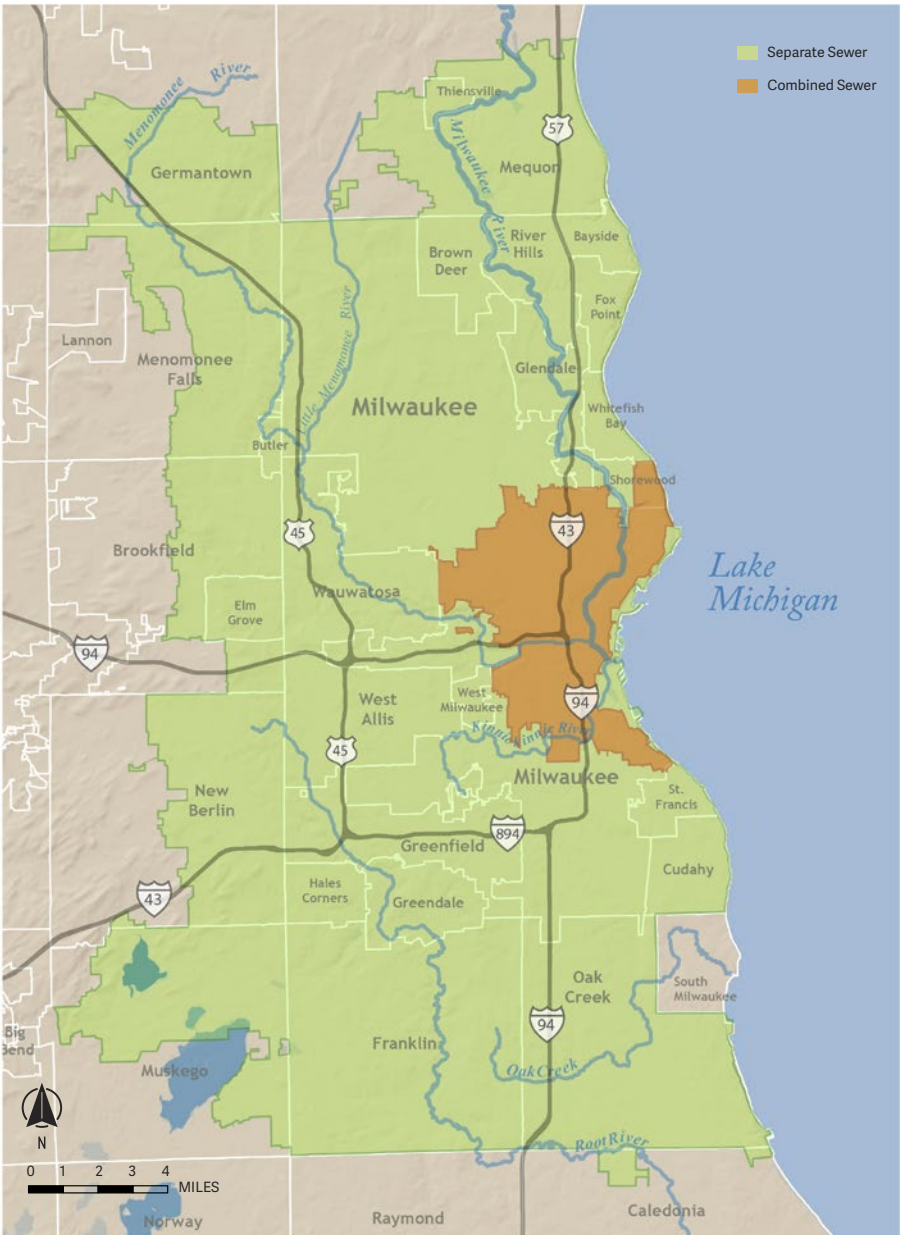 Separate Sewer
Combined Sewer
Menomonee River
Thiensville
57
Milwaukee River
Mequon
Germantown
River
Hills
Bayside
Brown
Deer
Fox
Point
Little Menomonee River
Lannon
Menomonee
Falls
Glendale
Milwaukee
Whitefish
Bay
Butler
Shorewood
45
43
Brookfield
Lake
Michigan
Wauwatosa
Elm
Grove
94
West
Allis
West
Milwaukee
94
Kinnickinnic River
45
Milwaukee
New
Berlin
St.
Francis
894
Greenfield
Cudahy
43
Hales
Corners
Greendale
Oak
Creek
South
Milwaukee
94
Big
Bend
Franklin
Muskego
Oak Creek
N
Root River
0 1 2 3 4
MILES
Norway
Raymond
Caledonia